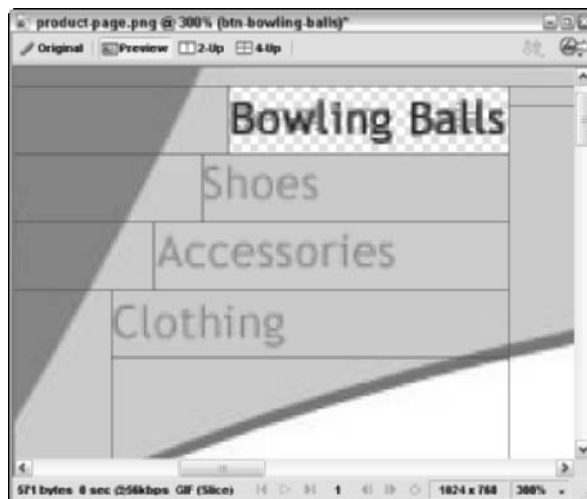 product-page.png @ 300% (btn-bowling-balls)*
Original Preview 2-Up 4-Up
Bowling Balls
Shoes
Accessories
Clothing
571 bytes 0 sec @56kbps GIF (Slice) 1 1024 x 768 300%